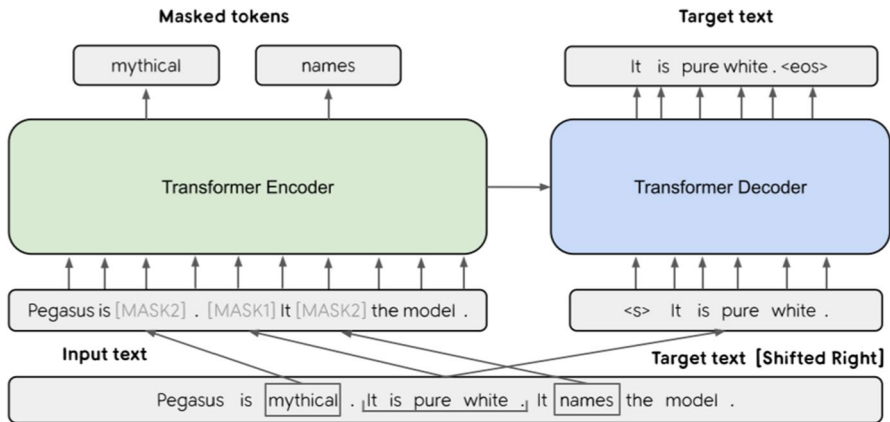 Masked tokens
Target text
mythical
names
It is pure white . <eos>
Transformer Encoder
Transformer Decoder
Pegasus is [MASK2] . [MASK1] It [MASK2] the model .
<s> It is pure white .
Input text
Target text [Shifted Right]
Pegasus is mythical . It is pure white . It names the model .